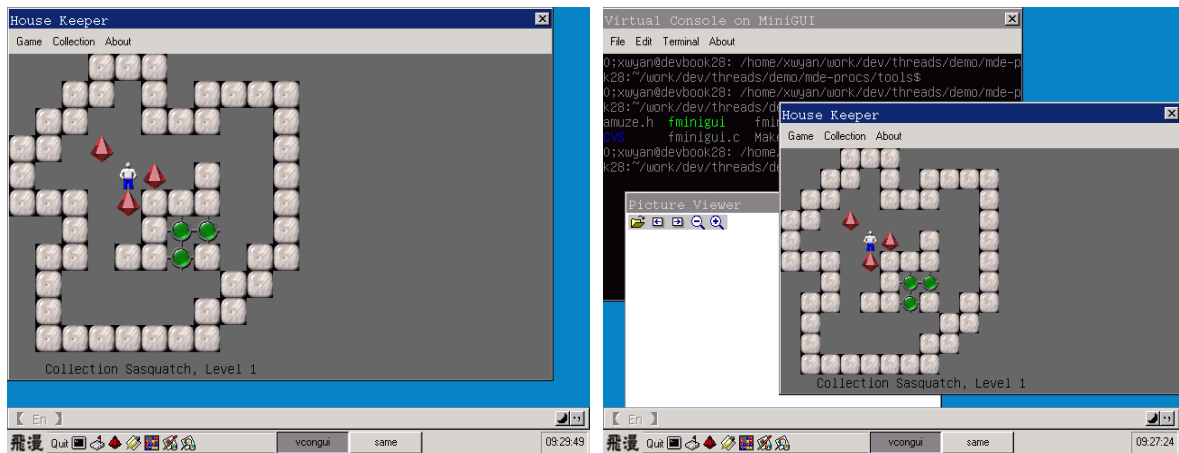 House Keeper
Game Collection About
Collection Sasquatch, Level 1
【 En 】
飛漫 Quit vcongui same 09:29:49
Virtual Console on MiniGUI
File Edit Terminal About
0;xwyan@devbook28: /home/xwyan/work/dev/threads/demo/mde-p
k28:~/work/dev/threads/demo/mde-procs/tools$
0;xwyan@devbook28: /home/xwyan/work/dev/threads/demo/mde-p
k28:~/work/dev/threads/de
amuze.h fminigui fmin
CVS fminigui.c Make
0;xwyan@devbook28: /home
k28:~/work/dev/threads/de
House Keeper
Game Collection About
Picture Viewer
Collection Sasquatch, Level 1
【 En 】
飛漫 Quit vcongui same 09:27:24